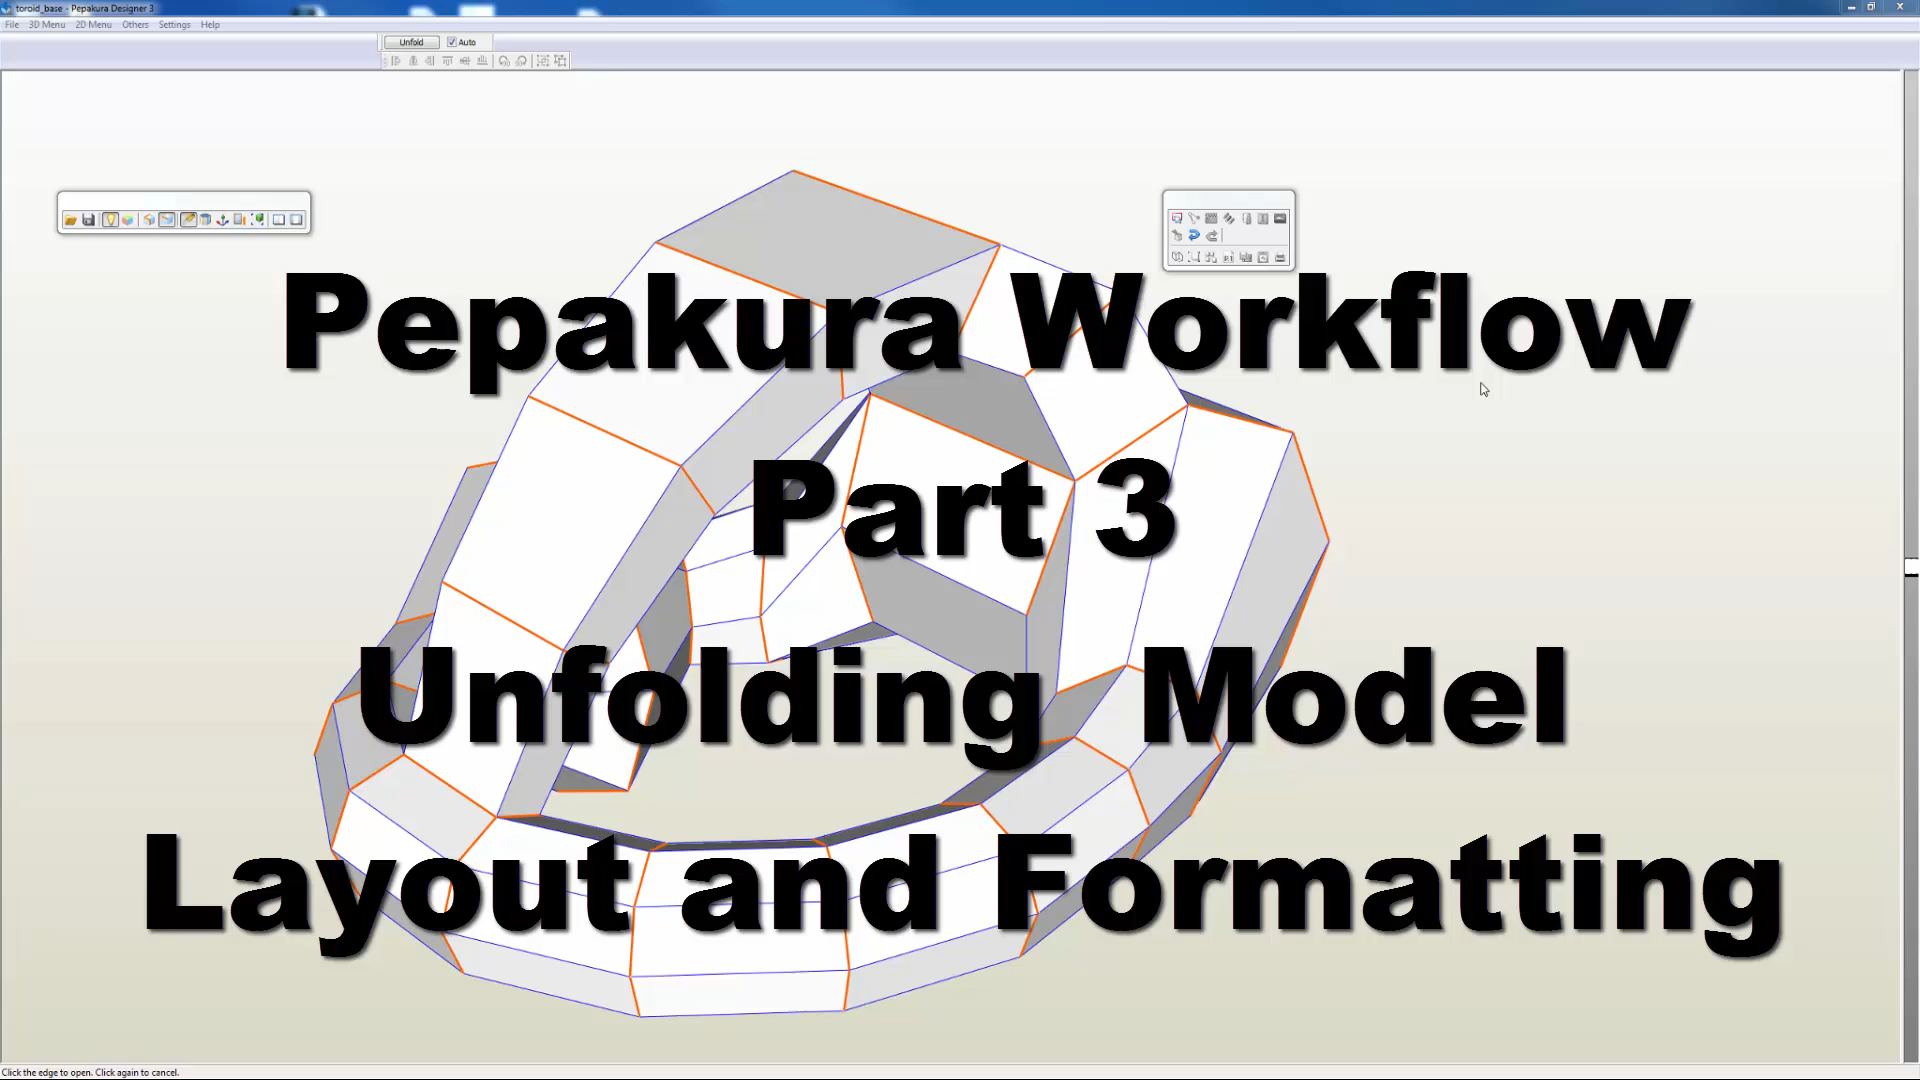 toroid_base - Pepakura Designer 3
File 3D Menu 2D Menu Others Settings Help
Unfold Auto
Pepakura Workflow
Part 3
Unfolding Model
Layout and Formatting
Click the edge to open. Click again to cancel.